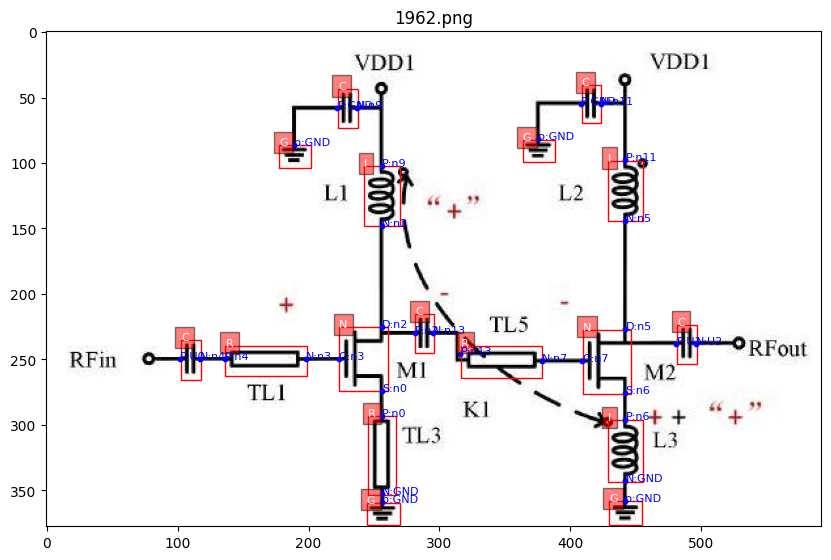 1962.png
VDD1
VDD1
C
C
p:GND
p:GND
G
G
I
I
P:n9
P:n11
L1
L2
"+"
N:n5
+
-
-
N
N
C
C
C
R
R
D:n2
D:n5
TL5
N:n13
RFin
N:n3
G:n3
N:n7
G:n7
RFout
M1
M2
S:n0
S:n6
TL1
K1
R
P:n0
I
P:n6
+ + "+"
TL3
L3
N:GND
N:GND
G
p:GND
G
p:GND
0
50
100
150
200
250
300
350
0
100
200
300
400
500